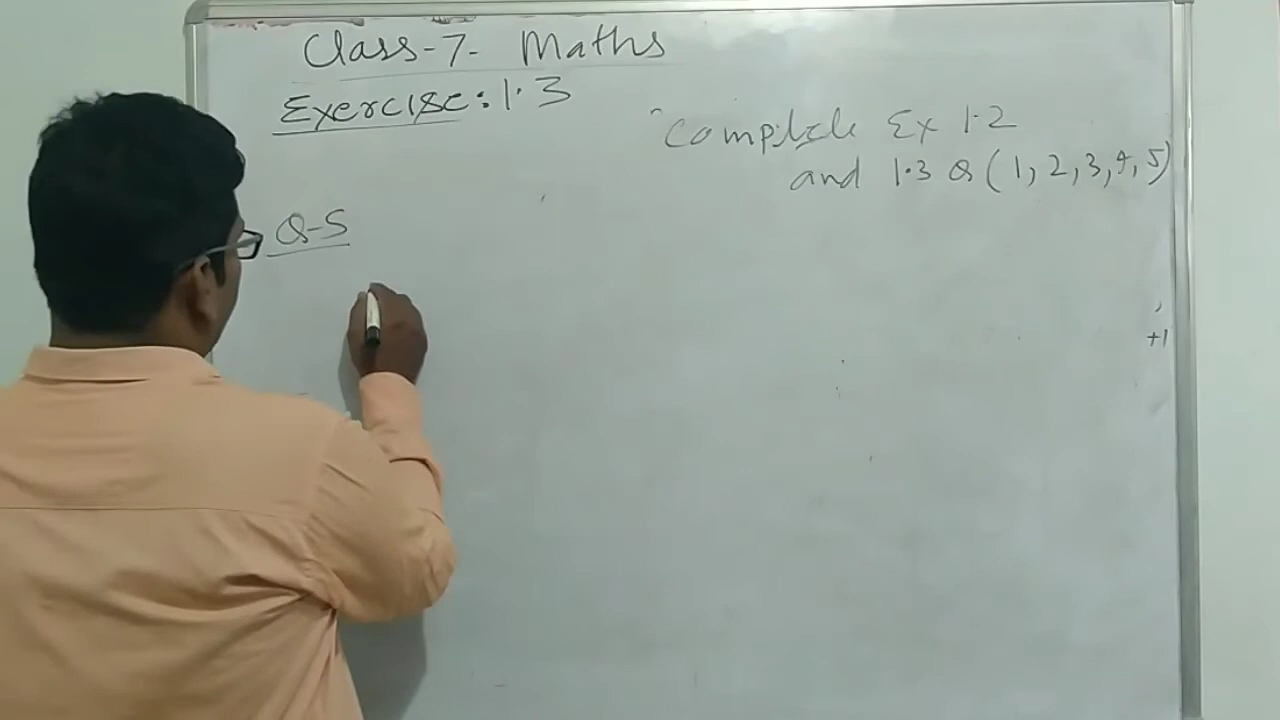 Class-7- Maths
Exercise: 1.3
Complete Ex 1.2
and 1.3 Q (1, 2, 3, 4, 5)
Q-5
+1